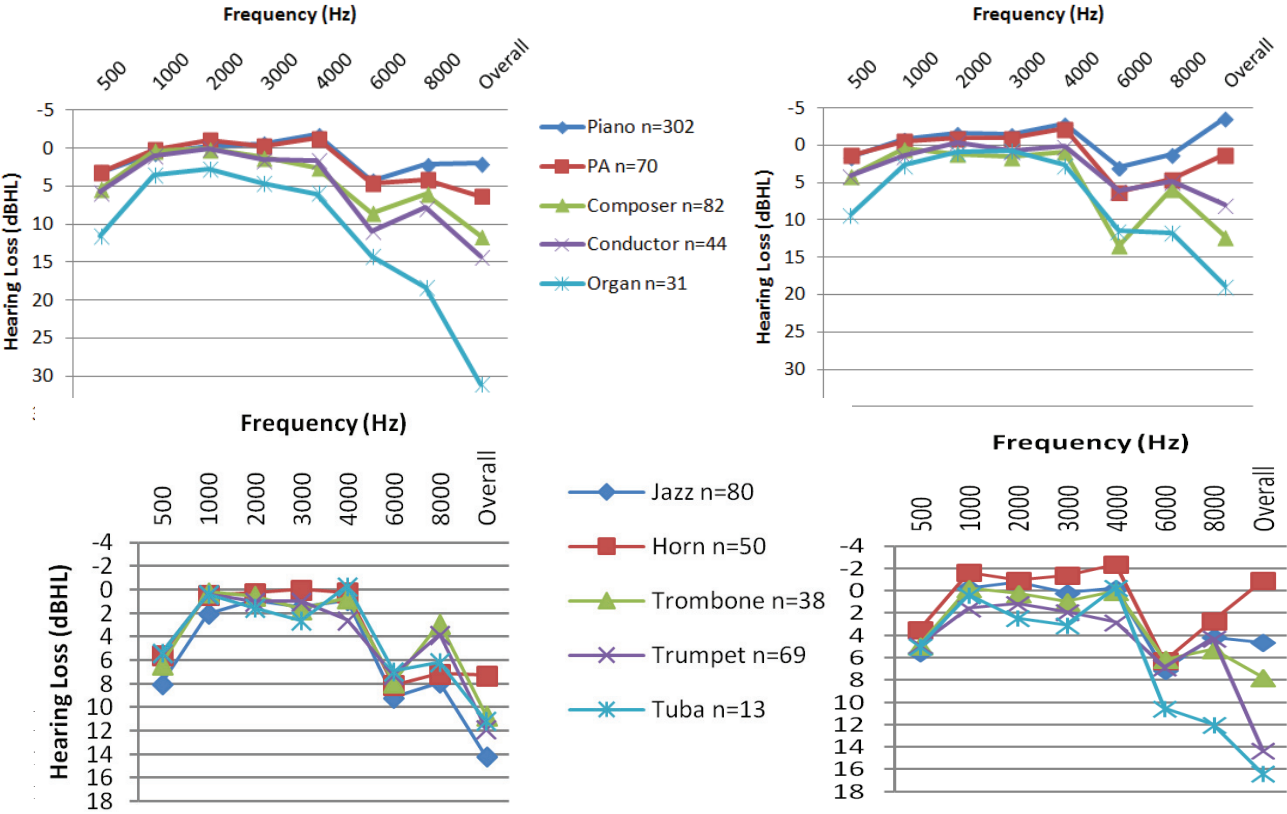 Frequency (Hz)
500 1000 2000 3000 4000 6000 8000 Overall
Hearing Loss (dBHL)
-5
0
5
10
15
20
25
30
Piano n=302
PA n=70
Composer n=82
Conductor n=44
Organ n=31
Frequency (Hz)
500 1000 2000 3000 4000 6000 8000 Overall
Hearing Loss (dBHL)
-5
0
5
10
15
20
25
30
Frequency (Hz)
500 1000 2000 3000 4000 6000 8000 Overall
Hearing Loss (dBHL)
-4
-2
0
2
4
6
8
10
12
14
16
18
Jazz n=80
Horn n=50
Trombone n=38
Trumpet n=69
Tuba n=13
Frequency (Hz)
500 1000 2000 3000 4000 6000 8000 Overall
-4
-2
0
2
4
6
8
10
12
14
16
18